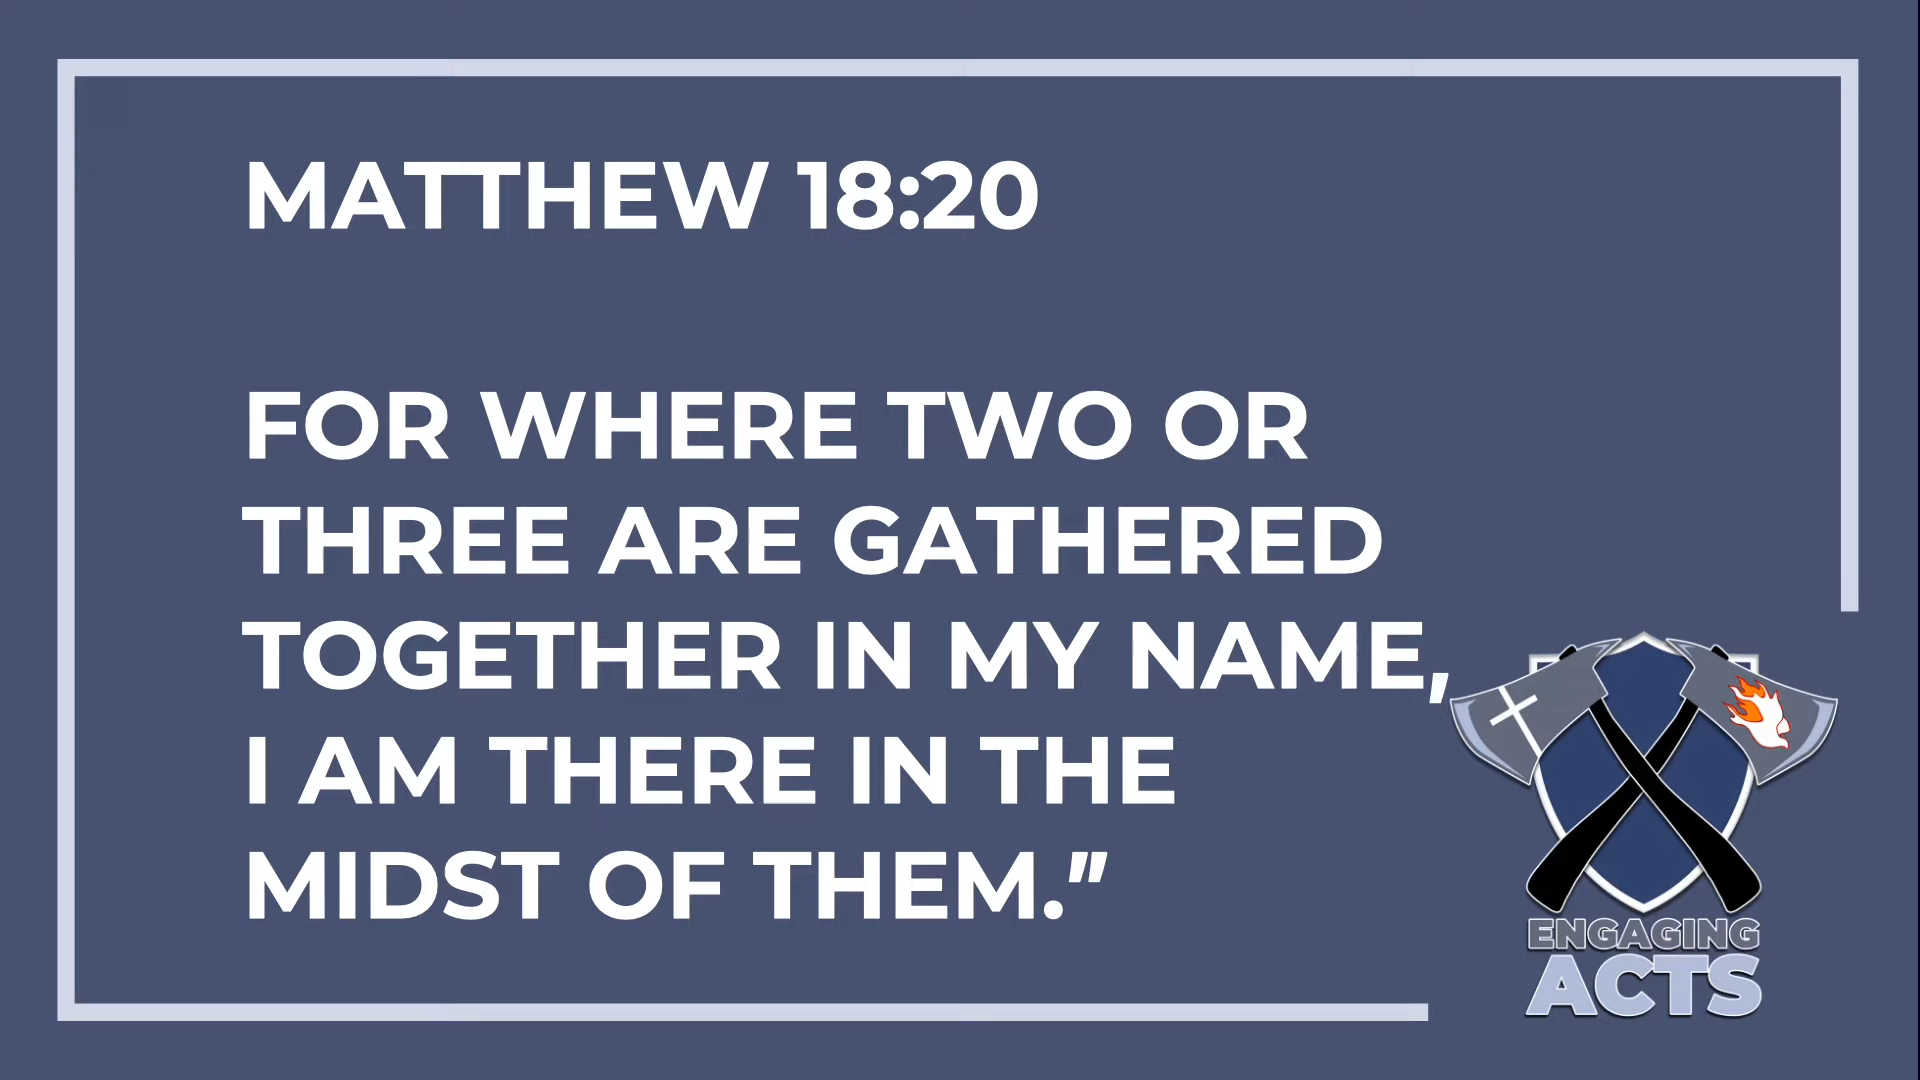 MATTHEW 18:20
FOR WHERE TWO OR
THREE ARE GATHERED
TOGETHER IN MY NAME,
I AM THERE IN THE
MIDST OF THEM."
ENGAGING
ACTS